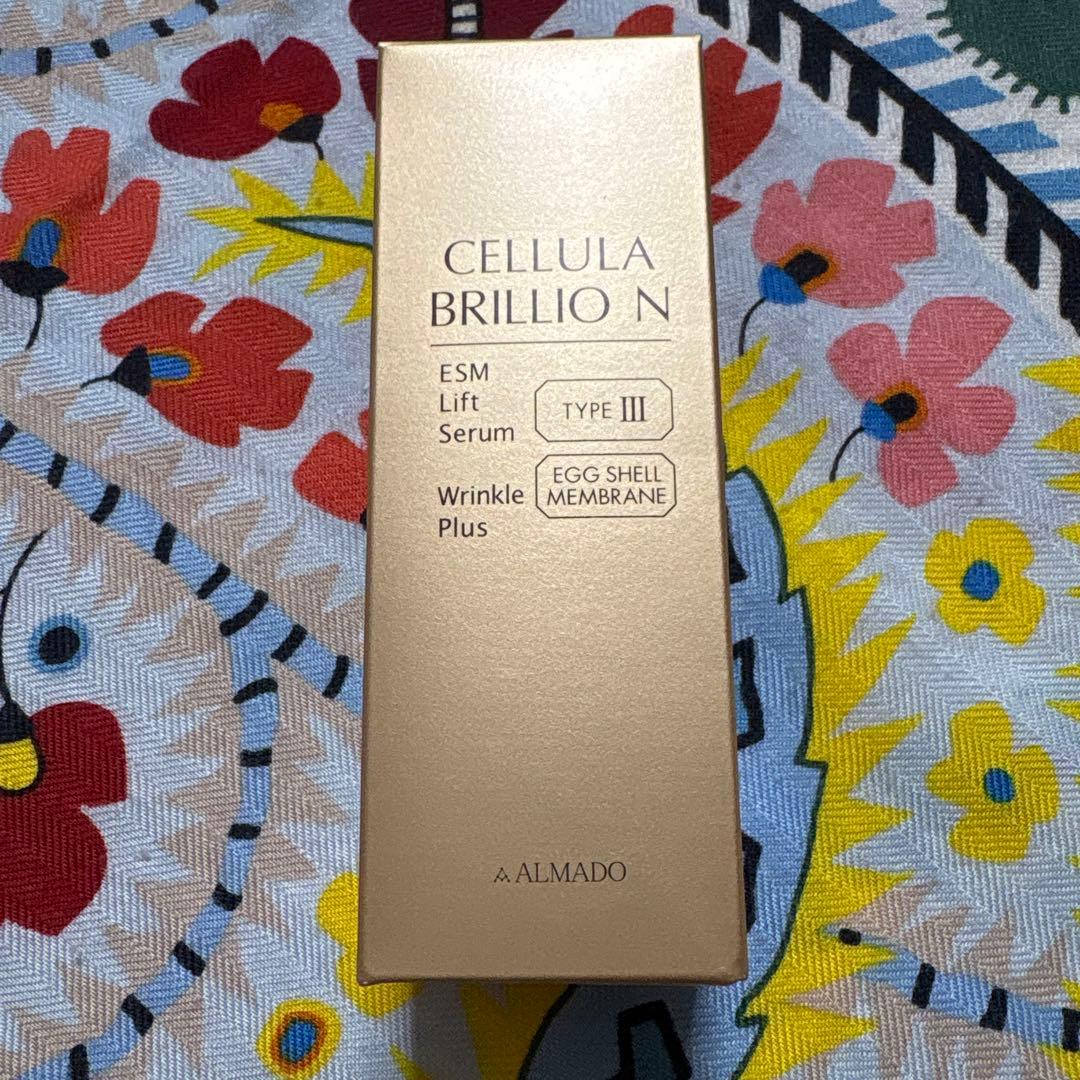 CELLULA
BRILLIO N
ESM
Lift
Serum
TYPE III
Wrinkle
Plus
EGG SHELL
MEMBRANE
ALMADO